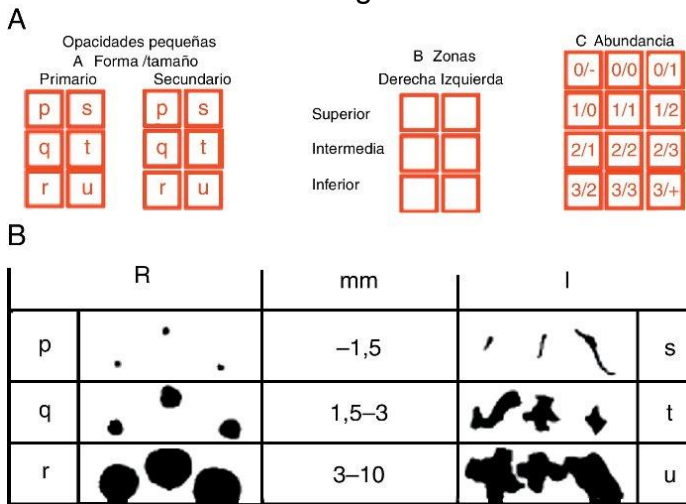 A
Opacidades pequeñas
A Forma /tamaño
Primario Secundario
p s p s
q t q t
r u r u
B Zonas
Derecha Izquierda
Superior
Intermedia
Inferior
C Abundancia
0/- 0/0 0/1
1/0 1/1 1/2
2/1 2/2 2/3
3/2 3/3 3/+
B
R mm I
p –1,5 s
q 1,5–3 t
r 3–10 u